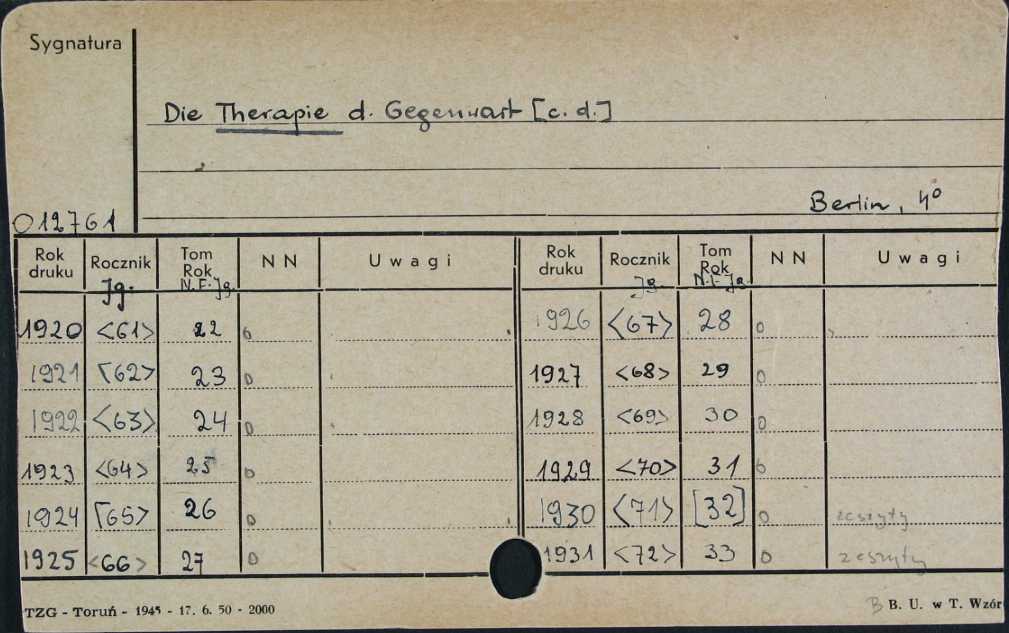 Sygnatura
Die Therapie d. Gegenwart [c. d.]
Berlin, 4°
012761
Rok druku Rocznik Tom Rok N N Uwagi Rok druku Rocznik Tom Rok N N Uwagi
Jg. N.F. Jg. Jg. N.F. Jg.
1920 <61> 22 0 1926 <67> 28 0
1921 [62> 23 0 1927 <68> 29 0
1922 <63> 24 0 1928 <69> 30 0
1923 <64> 25 0 1929 <70> 31 0
1924 [65> 26 0 1930 <71> [32] 0 zeszyty
1925 <66> 27 0 1931 <72> 33 0 zeszyty
TZG - Toruń - 1945 - 17. 6. 50 - 2000 B B. U. w T. Wzór